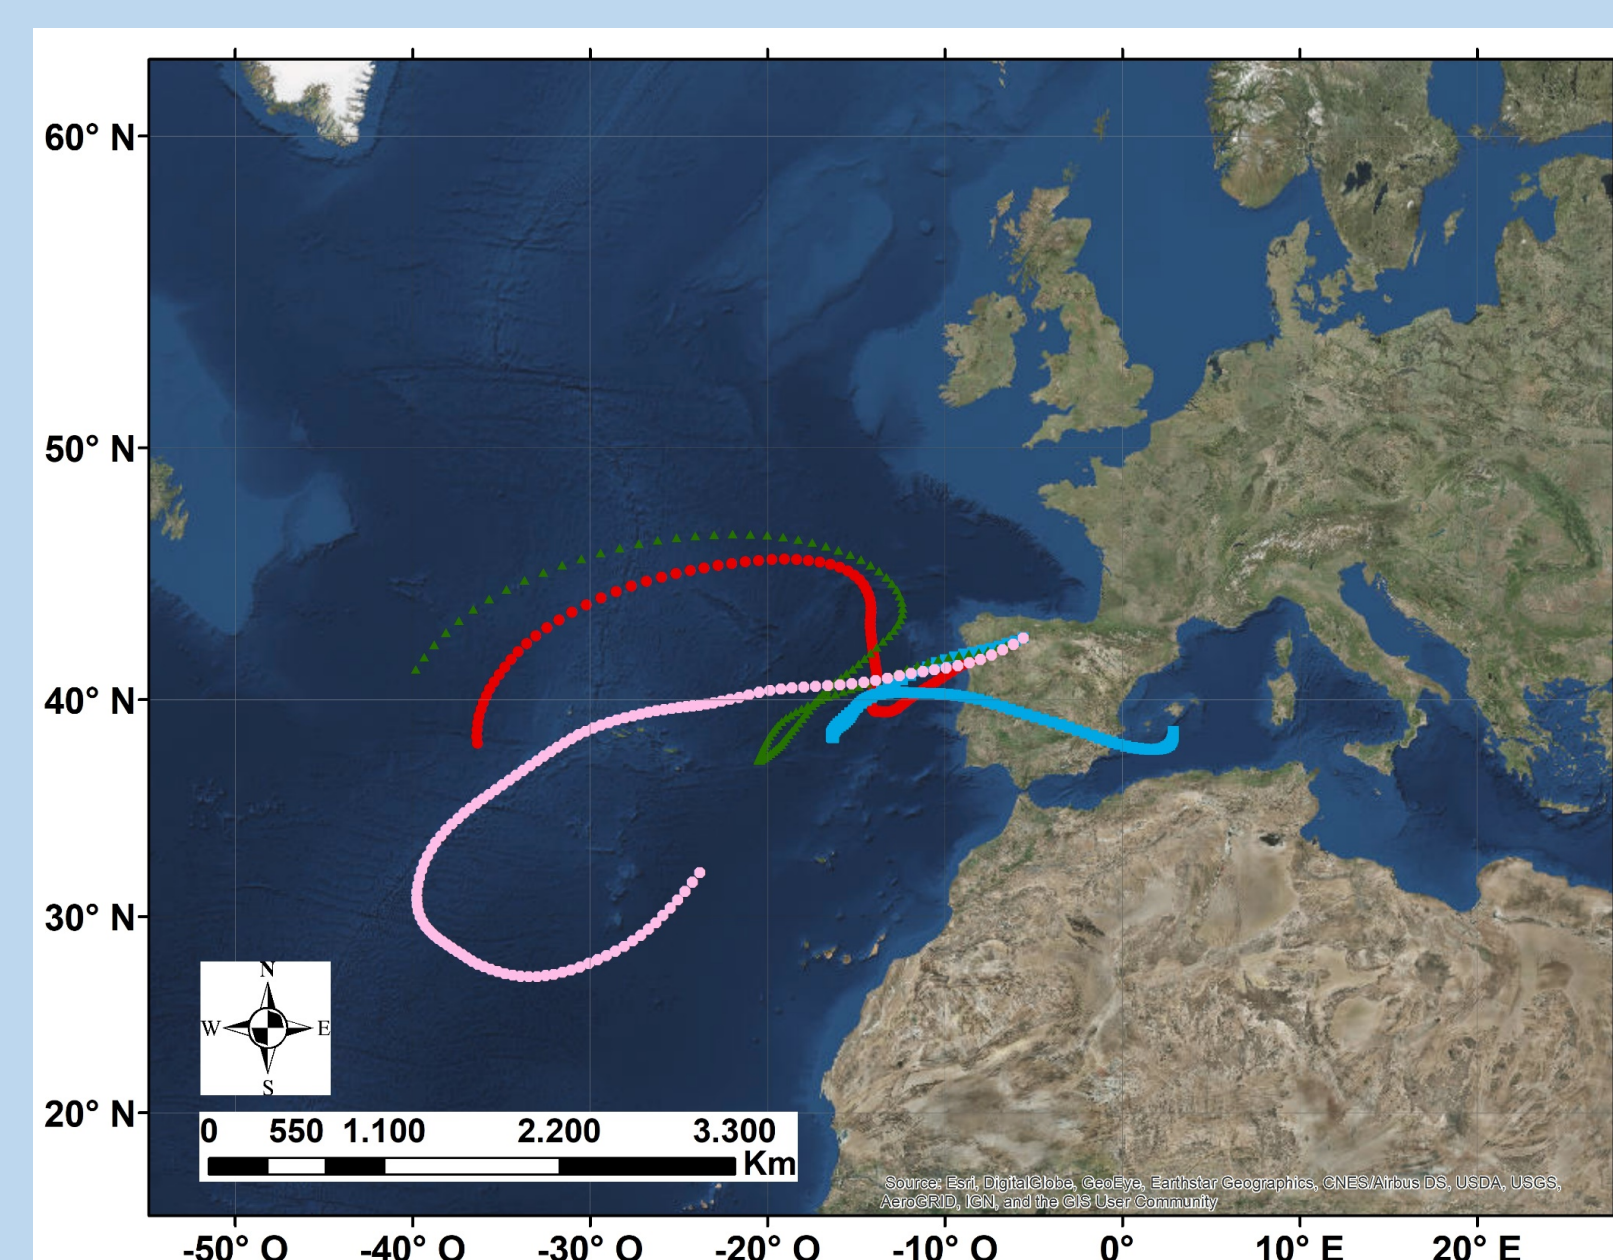 60° N
50° N
40° N
30° N
20° N
N
W E
S
0 550 1.100 2.200 3.300
Km
Source: Esri, DigitalGlobe, GeoEye, Earthstar Geographics, CNES/Airbus DS, USDA, USGS,
AeroGRID, IGN, and the GIS User Community
-50° O -40° O -30° O -20° O -10° O 0° 10° E 20° E